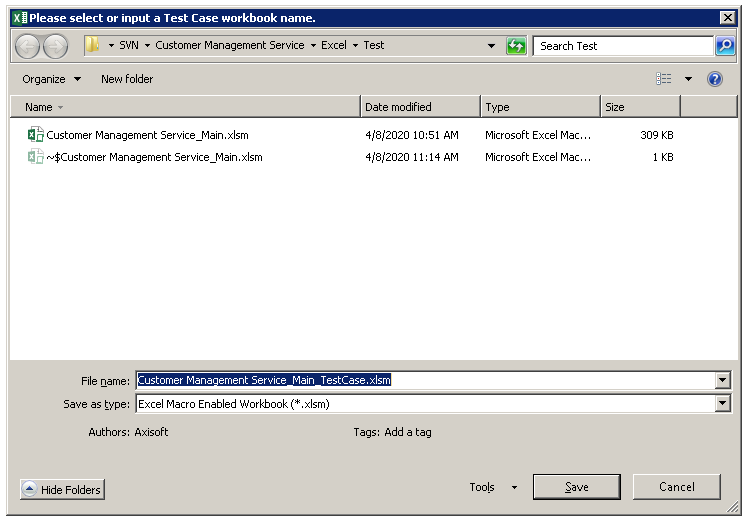 Please select or input a Test Case workbook name.
SVN Customer Management Service Excel Test Search Test
Organize New folder
Name Date modified Type Size
Customer Management Service_Main.xlsm 4/8/2020 10:51 AM Microsoft Excel Mac... 309 KB
~$Customer Management Service_Main.xlsm 4/8/2020 11:14 AM Microsoft Excel Mac... 1 KB
File name: Customer Management Service_Main_TestCase.xlsm
Save as type: Excel Macro Enabled Workbook (*.xlsm)
Authors: Axisoft Tags: Add a tag
Hide Folders Tools Save Cancel